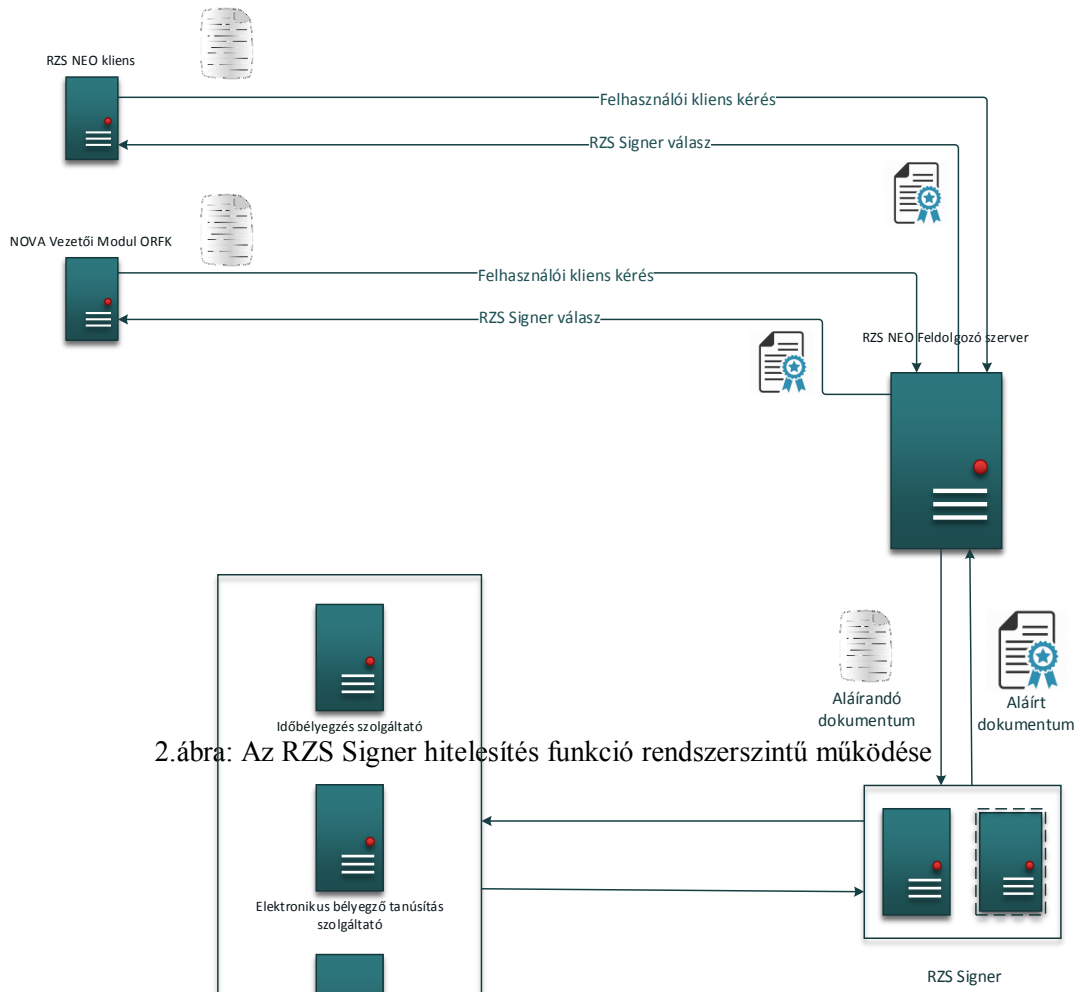 RZS NEO kliens
Felhasználói kliens kérés
RZS Signer válasz
NOVA Vezetői Modul ORFK
Felhasználói kliens kérés
RZS Signer válasz
RZS NEO Feldolgozó szerver
Aláírandó
dokumentum
Aláírt
dokumentum
Időbélyegzés szolgáltató
2.ábra: Az RZS Signer hitelesítés funkció rendszerszintű működése
Elektronikus bélyegző tanúsítás
szolgáltató
RZS Signer